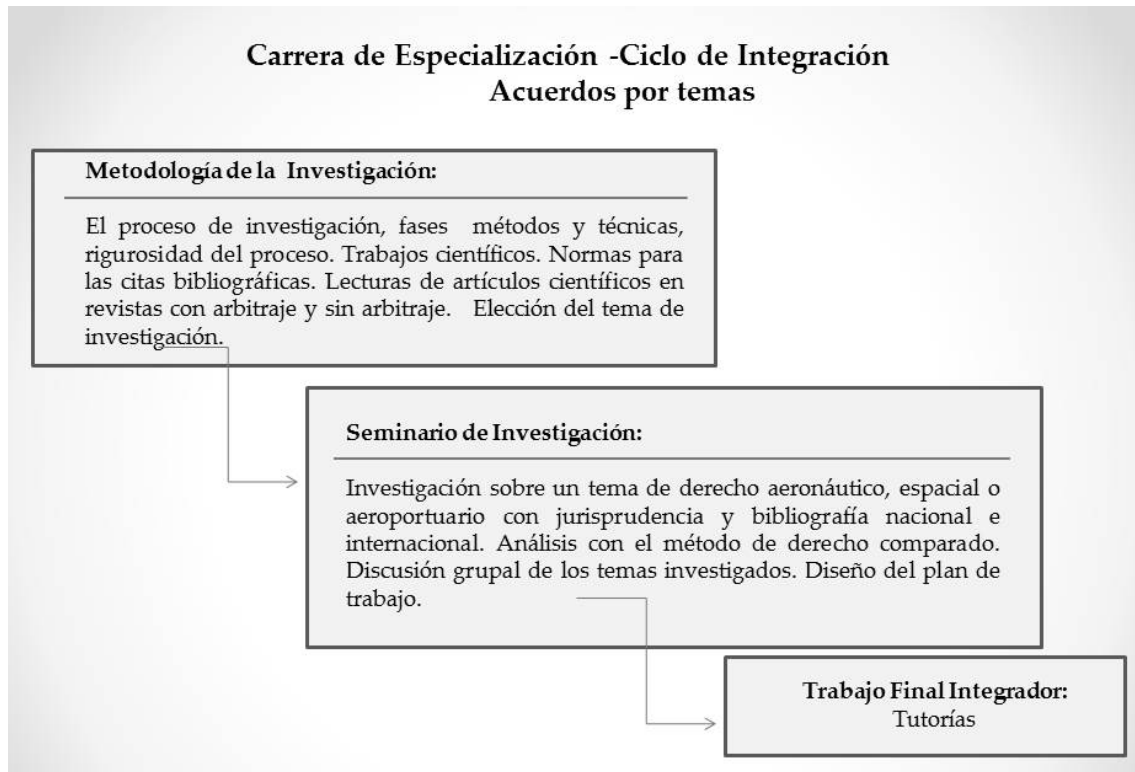 Carrera de Especialización -Ciclo de Integración
Acuerdos por temas
Metodología de la Investigación:
El proceso de investigación, fases métodos y técnicas,
rigurosidad del proceso. Trabajos científicos. Normas para
las citas bibliográficas. Lecturas de artículos científicos en
revistas con arbitraje y sin arbitraje. Elección del tema de
investigación.
Seminario de Investigación:
Investigación sobre un tema de derecho aeronáutico, espacial o
aeroportuario con jurisprudencia y bibliografía nacional e
internacional. Análisis con el método de derecho comparado.
Discusión grupal de los temas investigados. Diseño del plan de
trabajo.
Trabajo Final Integrador:
Tutorías